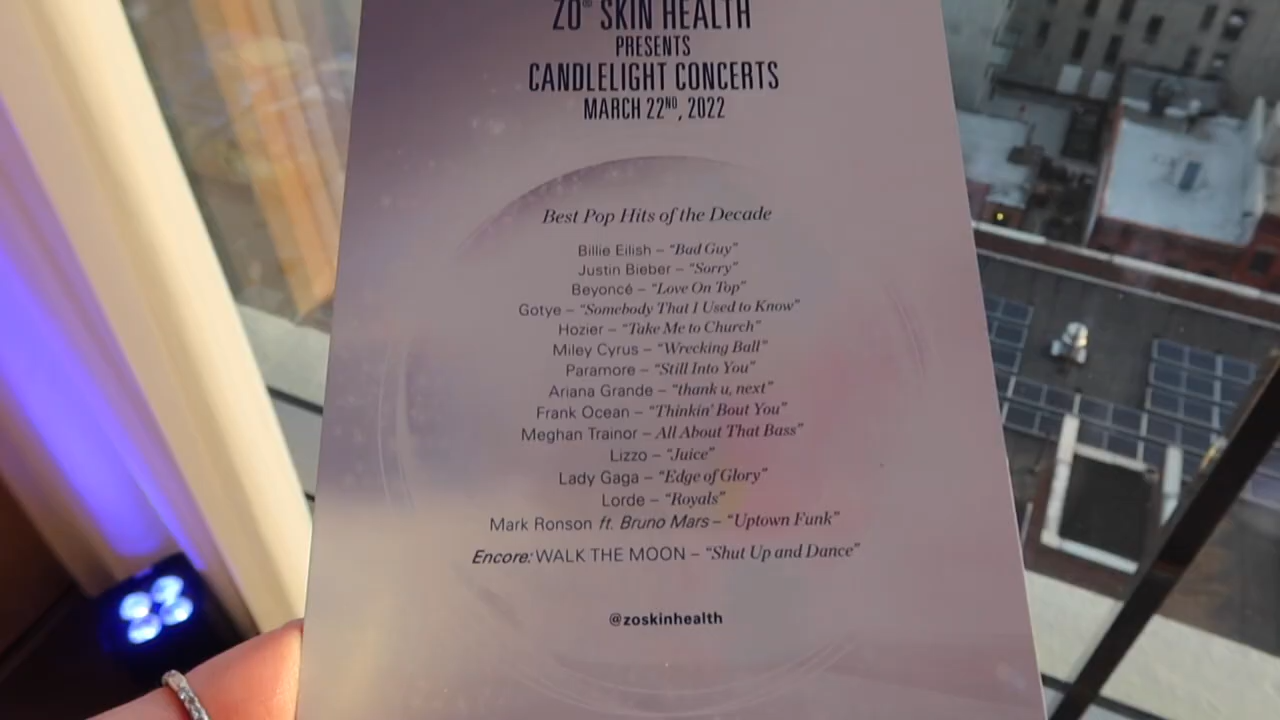 ZO® SKIN HEALTH
PRESENTS
CANDLELIGHT CONCERTS
MARCH 22ND, 2022
Best Pop Hits of the Decade
Billie Eilish – “Bad Guy”
Justin Bieber – “Sorry”
Beyoncé – “Love On Top”
Gotye – “Somebody That I Used to Know”
Hozier – “Take Me to Church”
Miley Cyrus – “Wrecking Ball”
Paramore – “Still Into You”
Ariana Grande – “thank u, next”
Frank Ocean – “Thinkin’ Bout You”
Meghan Trainor – All About That Bass”
Lizzo – “Juice”
Lady Gaga – “Edge of Glory”
Lorde – “Royals”
Mark Ronson ft. Bruno Mars – “Uptown Funk”
Encore: WALK THE MOON – “Shut Up and Dance”
@zoskinhealth